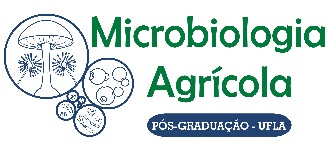 Microbiologia
Agrícola
PÓS-GRADUAÇÃO - UFLA